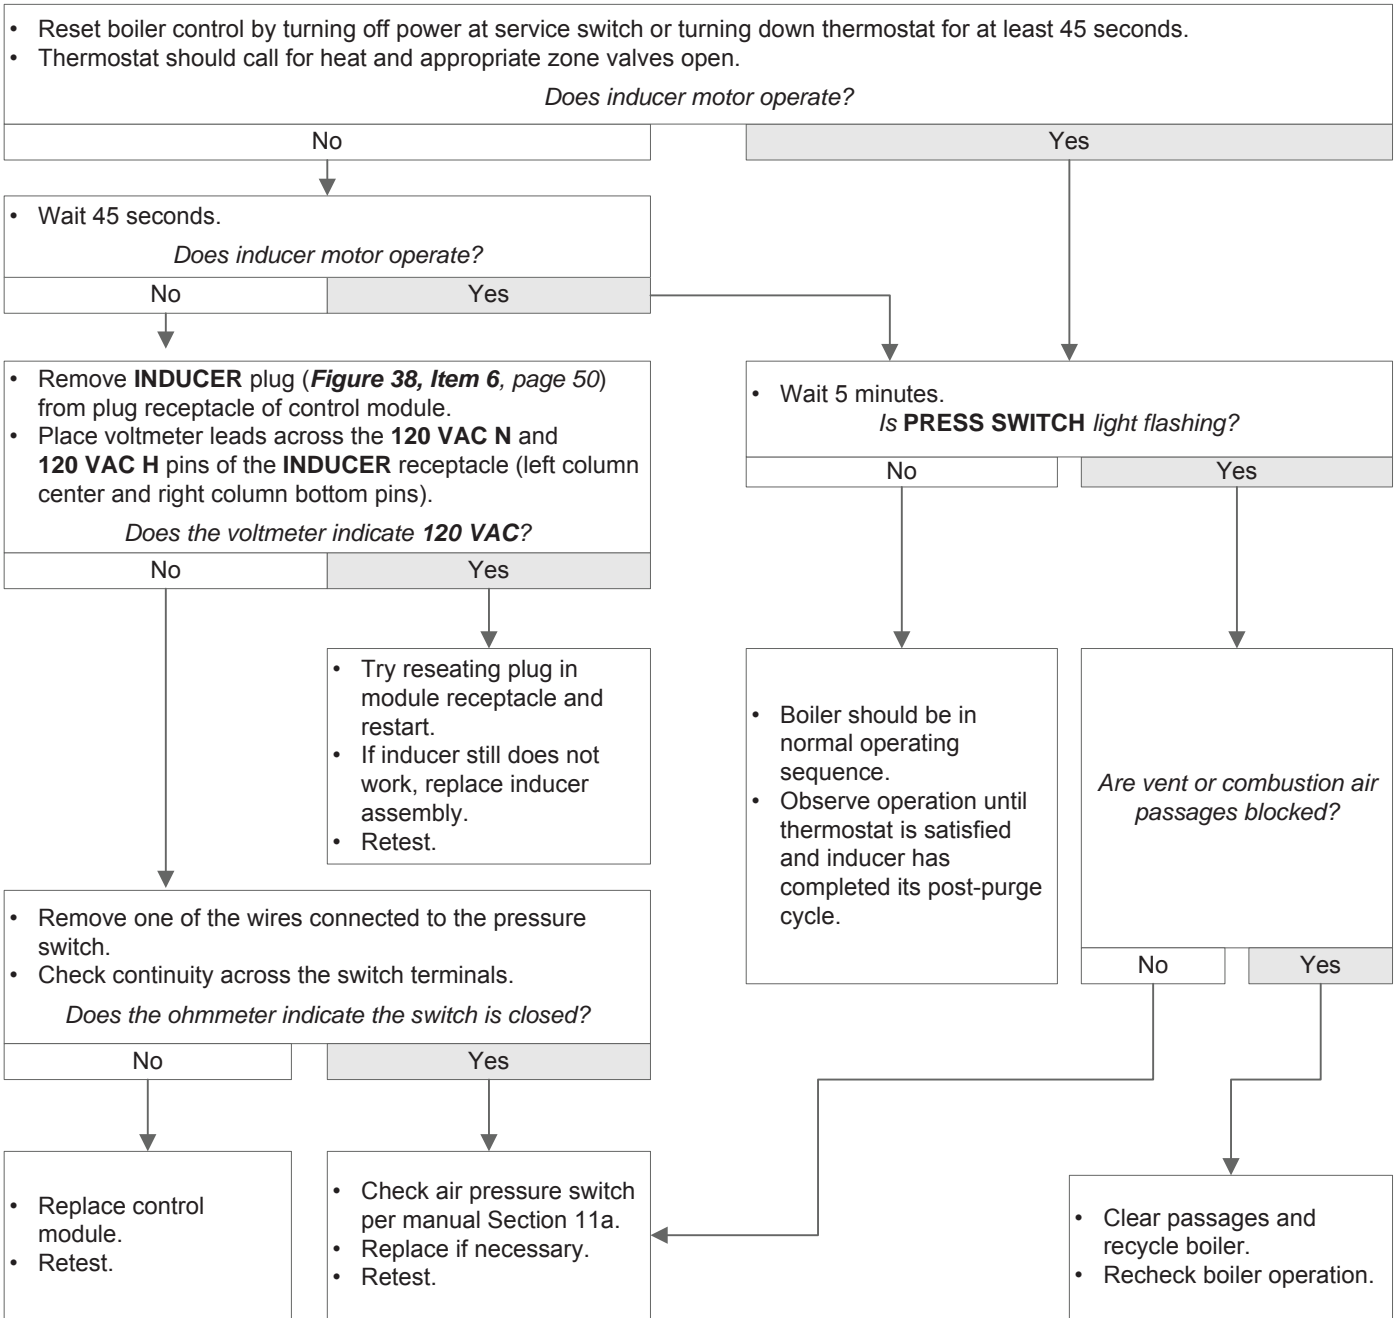 • Reset boiler control by turning off power at service switch or turning down thermostat for at least 45 seconds.
• Thermostat should call for heat and appropriate zone valves open.
Does inducer motor operate?
No
Yes
• Wait 45 seconds.
Does inducer motor operate?
No
Yes
• Remove INDUCER plug (Figure 38, Item 6, page 50)
from plug receptacle of control module.
• Place voltmeter leads across the 120 VAC N and
120 VAC H pins of the INDUCER receptacle (left column
center and right column bottom pins).
Does the voltmeter indicate 120 VAC?
No
Yes
• Wait 5 minutes.
Is PRESS SWITCH light flashing?
No
Yes
• Try reseating plug in
module receptacle and
restart.
• If inducer still does not
work, replace inducer
assembly.
• Retest.
• Boiler should be in
normal operating
sequence.
• Observe operation until
thermostat is satisfied
and inducer has
completed its post-purge
cycle.
Are vent or combustion air
passages blocked?
No
Yes
• Remove one of the wires connected to the pressure
switch.
• Check continuity across the switch terminals.
Does the ohmmeter indicate the switch is closed?
No
Yes
• Replace control
module.
• Retest.
• Check air pressure switch
per manual Section 11a.
• Replace if necessary.
• Retest.
• Clear passages and
recycle boiler.
• Recheck boiler operation.